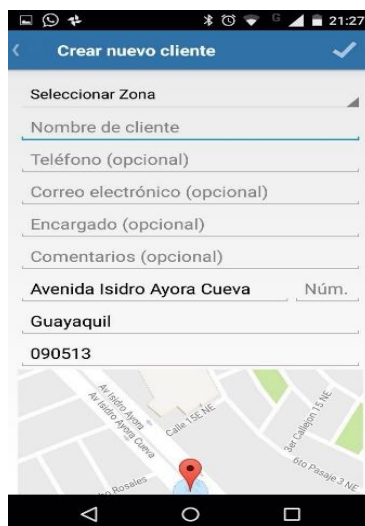 G 21:27
Crear nuevo cliente
Seleccionar Zona
Nombre de cliente
Teléfono (opcional)
Correo electrónico (opcional)
Encargado (opcional)
Comentarios (opcional)
Avenida Isidro Ayora Cueva Núm.
Guayaquil
090513
Av Isidro Ayora
Av Isidro Ayora Cueva
Calle 15E NE
3er Callejon 15 NE
6to Pasaje 3 NE
Rosales